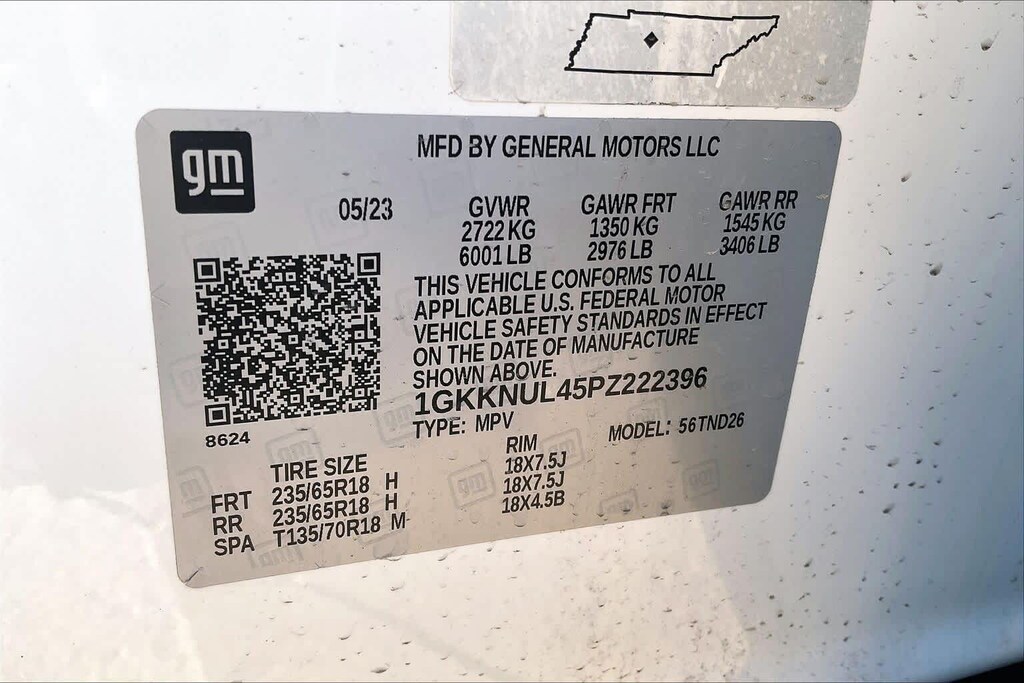 gm
MFD BY GENERAL MOTORS LLC
05/23
GVWR GAWR FRT GAWR RR
2722 KG 1350 KG 1545 KG
6001 LB 2976 LB 3406 LB
THIS VEHICLE CONFORMS TO ALL
APPLICABLE U.S. FEDERAL MOTOR
VEHICLE SAFETY STANDARDS IN EFFECT
ON THE DATE OF MANUFACTURE
SHOWN ABOVE.
1GKKNUL45PZ222396
TYPE: MPV MODEL: 56TND26
8624
TIRE SIZE RIM
FRT 235/65R18 H 18X7.5J
RR 235/65R18 H 18X7.5J
SPA T135/70R18 M 18X4.5B